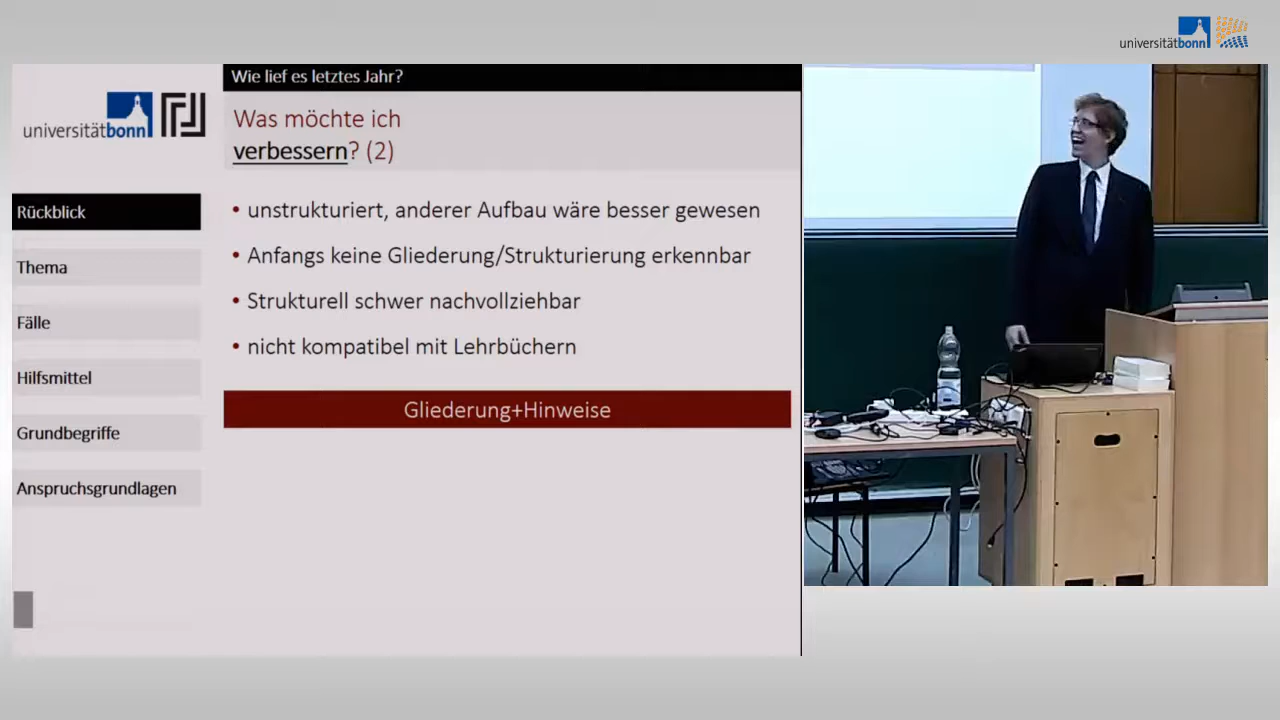 universitätbonn
Wie lief es letztes Jahr?
universitätbonn
Was möchte ich
verbessern? (2)
Rückblick
Thema
Fälle
Hilfsmittel
Grundbegriffe
Anspruchsgrundlagen
• unstrukturiert, anderer Aufbau wäre besser gewesen
• Anfangs keine Gliederung/Strukturierung erkennbar
• Strukturell schwer nachvollziehbar
• nicht kompatibel mit Lehrbüchern
Gliederung+Hinweise